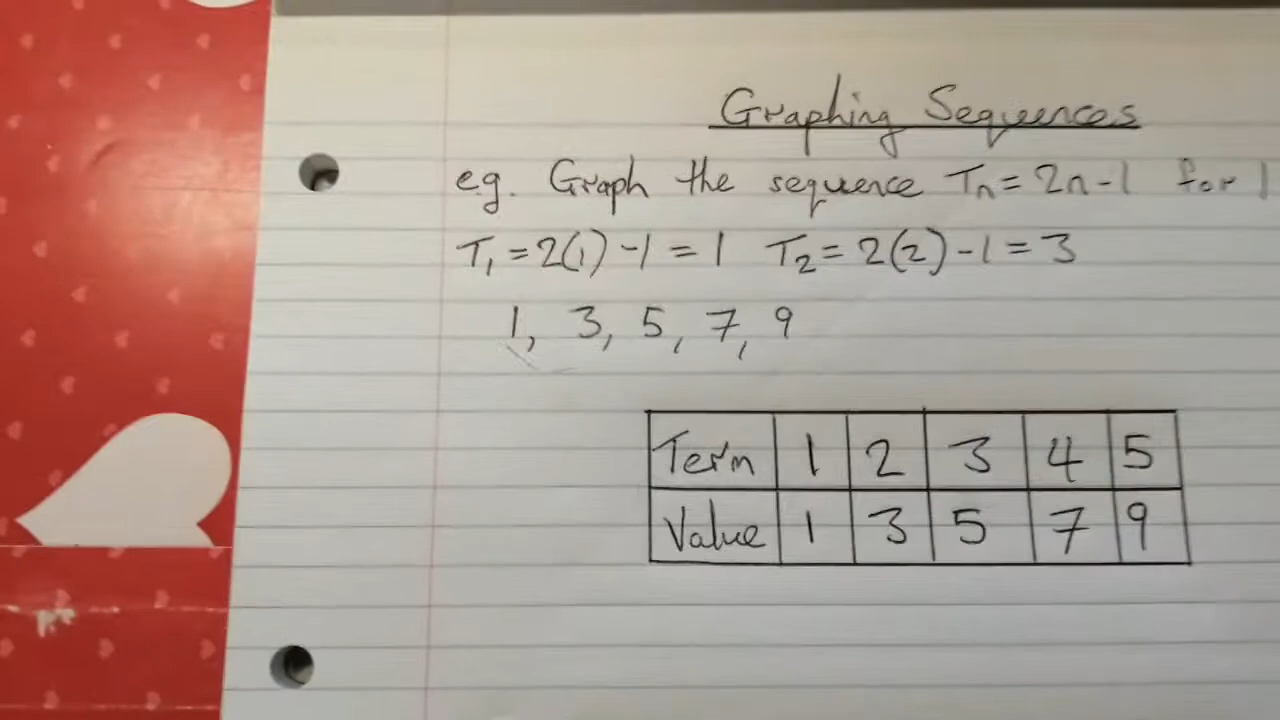 Graphing Sequences
e.g. Graph the sequence Tn = 2n - 1 for 1
T1 = 2(1) - 1 = 1 T2 = 2(2) - 1 = 3
1, 3, 5, 7, 9
Term 1 2 3 4 5
Value 1 3 5 7 9